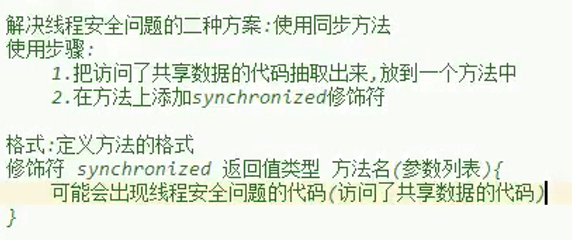 解决线程安全问题的二种方案:使用同步方法
使用步骤:
1.把访问了共享数据的代码抽取出来,放到一个方法中
2.在方法上添加synchronized修饰符
格式:定义方法的格式
修饰符 synchronized 返回值类型 方法名(参数列表){
可能会出现线程安全问题的代码(访问了共享数据的代码)
}